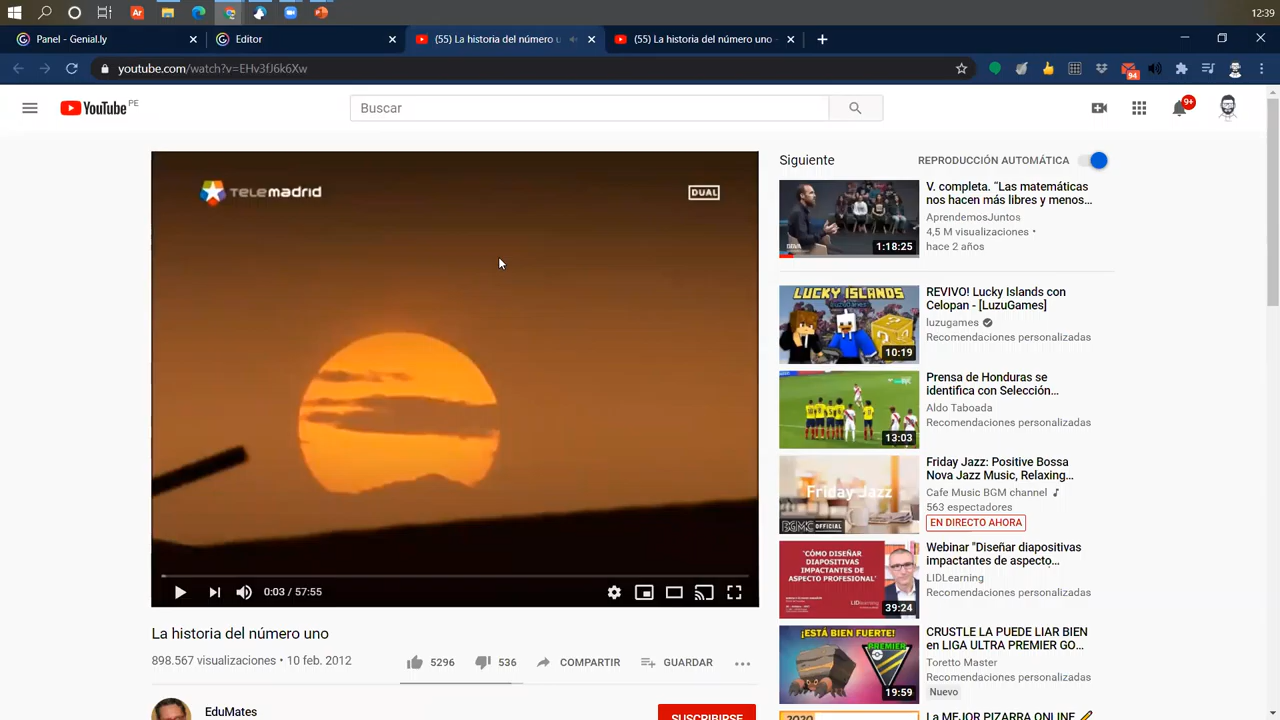 12:39
Panel - Genial.ly
Editor
(55) La historia del número u
(55) La historia del número uno -
youtube.com/watch?v=EHv3fJ6k6Xw
94
YouTube PE
Buscar
9+
TELEMADRID
DUAL
0:03 / 57:55
La historia del número uno
898.567 visualizaciones • 10 feb. 2012
5296
536
COMPARTIR
GUARDAR
EduMates
SUSCRIBIRSE
Siguiente
REPRODUCCIÓN AUTOMÁTICA
BBVA
1:18:25
V. completa. “Las matemáticas
nos hacen más libres y menos...
AprendemosJuntos
4,5 M visualizaciones •
hace 2 años
LUCKY ISLANDS
10:19
REVIVO! Lucky Islands con
Celopan - [LuzuGames]
luzugames
Recomendaciones personalizadas
13:03
Prensa de Honduras se
identifica con Selección...
Aldo Taboada
Recomendaciones personalizadas
Friday Jazz
BGMC OFFICIAL
Friday Jazz: Positive Bossa
Nova Jazz Music, Relaxing...
Cafe Music BGM channel
563 espectadores
EN DIRECTO AHORA
"CÓMO DISEÑAR
DIAPOSITIVAS
IMPACTANTES DE
ASPECTO PROFESIONAL"
39:24
Webinar "Diseñar diapositivas
impactantes de aspecto...
LIDLearning
Recomendaciones personalizadas
¡ESTÁ BIEN FUERTE!
PREMIER
19:59
CRUSTLE LA PUEDE LIAR BIEN
en LIGA ULTRA PREMIER GO...
Toretto Master
Recomendaciones personalizadas
Nuevo
2020
La MEJOR PIZARRA ONLINE